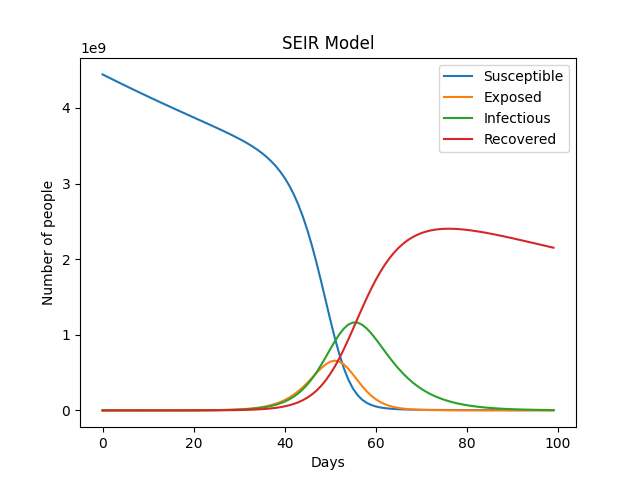 SEIR Model
1e9
Susceptible
Exposed
Infectious
Recovered
4
3
2
1
0
Number of people
0 20 40 60 80 100
Days